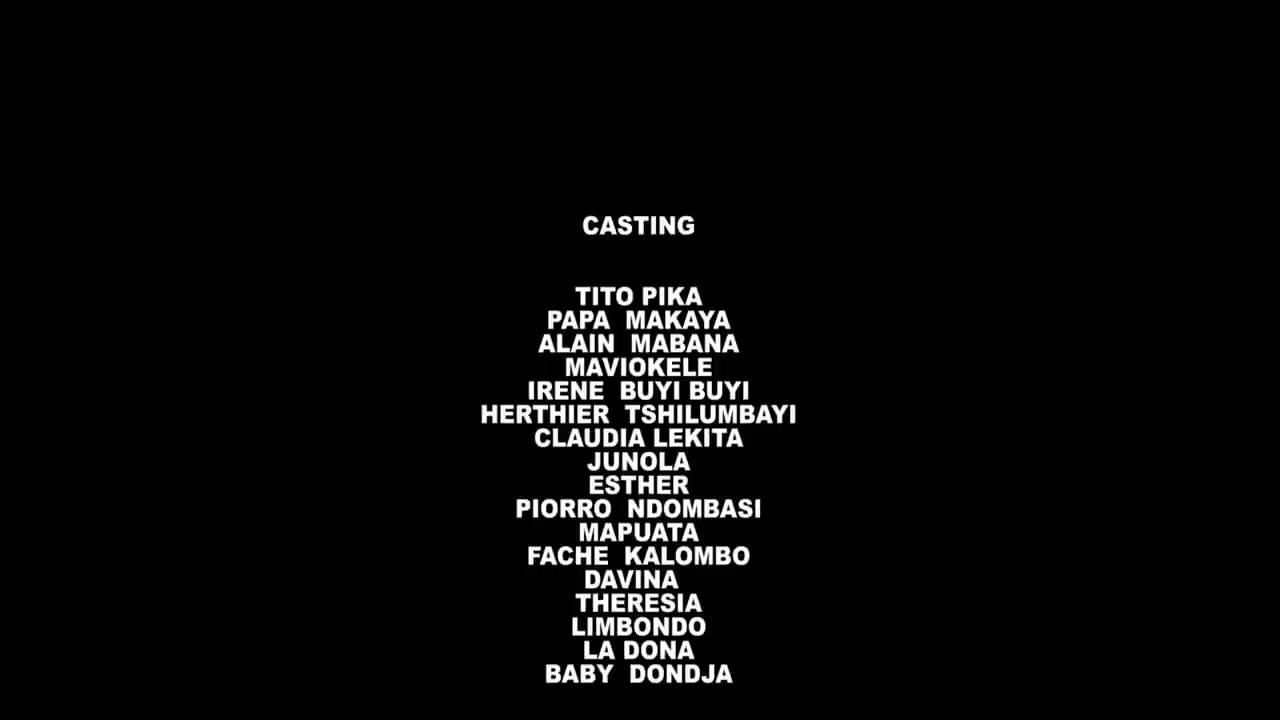 CASTING
TITO PIKA
PAPA MAKAYA
ALAIN MABANA
MAVIOKELE
IRENE BUYI BUYI
HERTHIER TSHILUMBAYI
CLAUDIA LEKITA
JUNOLA
ESTHER
PIORRO NDOMBASI
MAPUATA
FACHE KALOMBO
DAVINA
THERESIA
LIMBONDO
LA DONA
BABY DONDJA